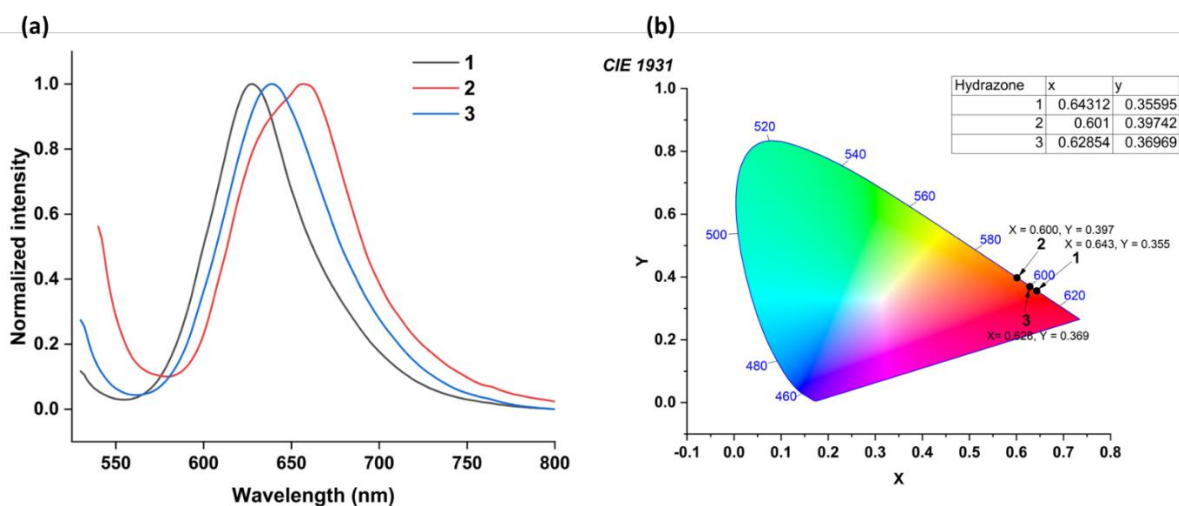 (a)
1
2
3
1.0
0.8
0.6
0.4
0.2
0.0
Normalized intensity
550 600 650 700 750 800
Wavelength (nm)
(b)
CIE 1931
Hydrazone x y
1 0.64312 0.35595
2 0.601 0.39742
3 0.62854 0.36969
1.0
0.8
0.6
0.4
0.2
0.0
Y
520
540
560
500
580
X = 0.600, Y = 0.397
2
X = 0.643, Y = 0.355
1
600
620
3
X= 0.628, Y = 0.369
480
460
-0.1 0.0 0.1 0.2 0.3 0.4 0.5 0.6 0.7 0.8
X